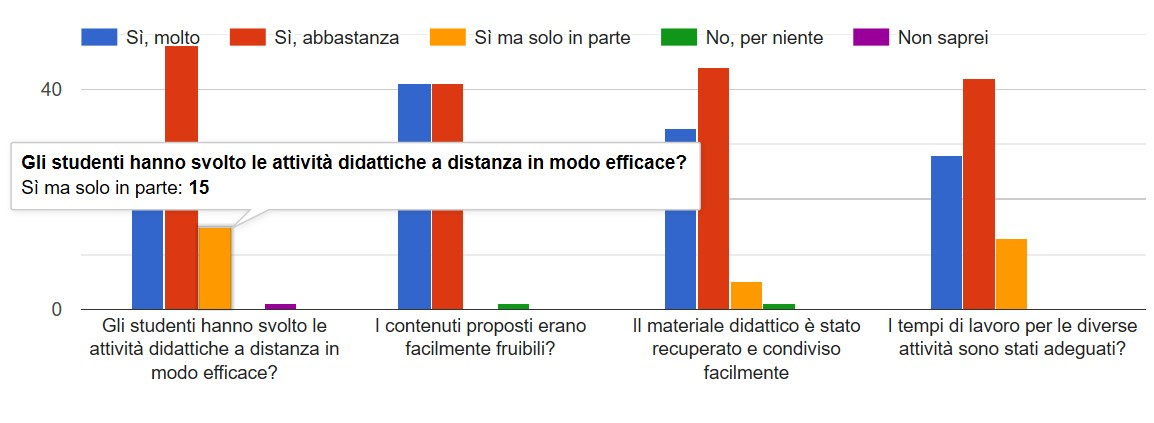 Sì, molto Sì, abbastanza Sì ma solo in parte No, per niente Non saprei
40
Gli studenti hanno svolto le attività didattiche a distanza in modo efficace?
Sì ma solo in parte: 15
0
Gli studenti hanno svolto le
attività didattiche a distanza in
modo efficace?
I contenuti proposti erano
facilmente fruibili?
Il materiale didattico è stato
recuperato e condiviso
facilmente
I tempi di lavoro per le diverse
attività sono stati adeguati?